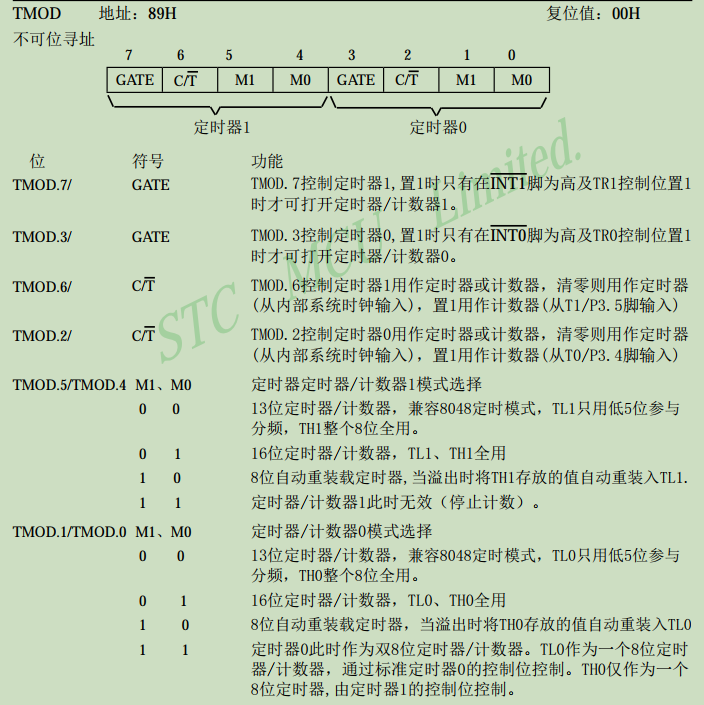 TMOD 地址：89H 复位值：00H
不可位寻址
7 6 5 4 3 2 1 0
GATE C/T̅ M1 M0 GATE C/T̅ M1 M0
定时器1 定时器0
位 符号 功能
TMOD.7/ GATE TMOD.7控制定时器1,置1时只有在I̅N̅T̅1̅脚为高及TR1控制位置1
时才可打开定时器/计数器1。
TMOD.3/ GATE TMOD.3控制定时器0,置1时只有在I̅N̅T̅0̅脚为高及TR0控制位置1
时才可打开定时器/计数器0。
TMOD.6/ C/T̅ TMOD.6控制定时器1用作定时器或计数器，清零则用作定时器
(从内部系统时钟输入)，置1用作计数器(从T1/P3.5脚输入)
TMOD.2/ C/T̅ TMOD.2控制定时器0用作定时器或计数器，清零则用作定时器
(从内部系统时钟输入)，置1用作计数器(从T0/P3.4脚输入)
TMOD.5/TMOD.4 M1、M0 定时器定时器/计数器1模式选择
0 0 13位定时器/计数器，兼容8048定时模式，TL1只用低5位参与
分频，TH1整个8位全用。
0 1 16位定时器/计数器，TL1、TH1全用
1 0 8位自动重装载定时器,当溢出时将TH1存放的值自动重装入TL1.
1 1 定时器/计数器1此时无效（停止计数）。
TMOD.1/TMOD.0 M1、M0 定时器/计数器0模式选择
0 0 13位定时器/计数器，兼容8048定时模式，TL0只用低5位参与
分频，TH0整个8位全用。
0 1 16位定时器/计数器，TL0、TH0全用
1 0 8位自动重装载定时器，当溢出时将TH0存放的值自动重装入TL0
1 1 定时器0此时作为双8位定时器/计数器。TL0作为一个8位定时
器/计数器，通过标准定时器0的控制位控制。TH0仅作为一个
8位定时器,由定时器1的控制位控制。
STC MCU Limited.